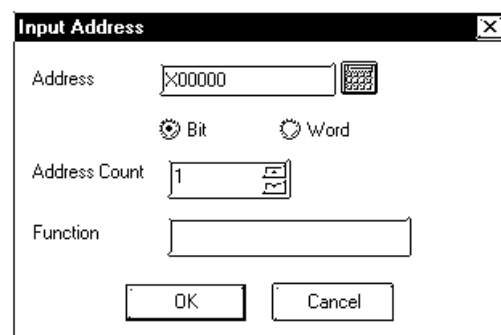 Input Address
Address X00000
Bit Word
Address Count 1
Function
OK Cancel